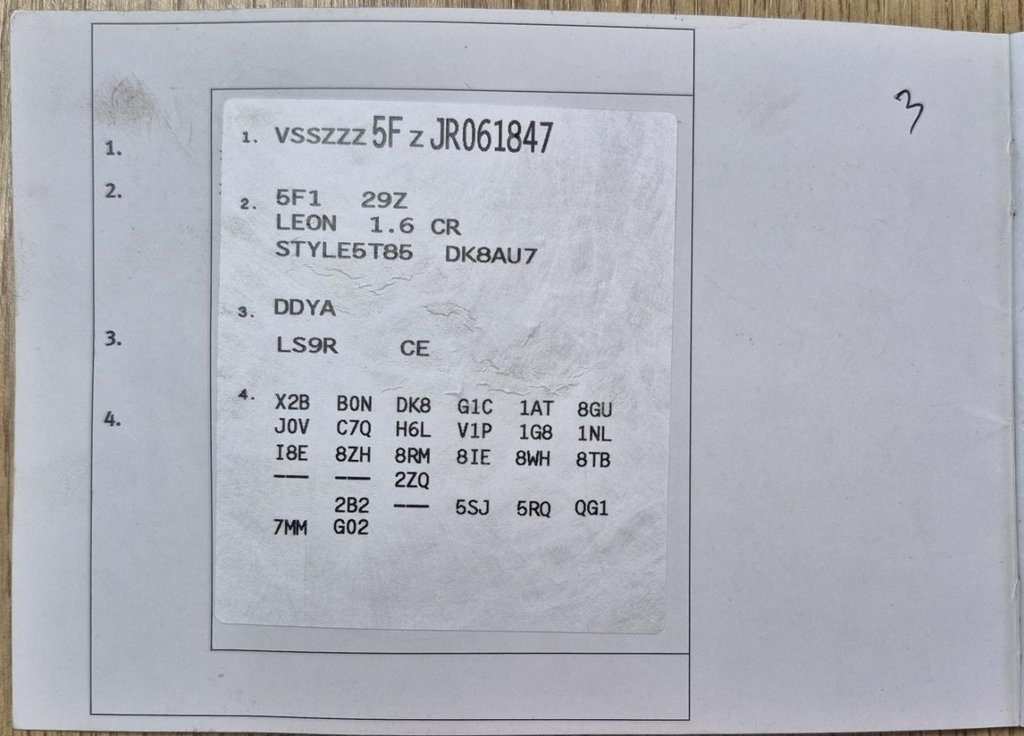 3
1.
2.
3.
4.
1. VSSZZZ 5F Z JR061847
2. 5F1 29Z
LEON 1.6 CR
STYLE5T85 DK8AU7
3. DDYA
LS9R CE
4. X2B B0N DK8 G1C 1AT 8GU
J0V C7Q H6L V1P 1G8 1NL
I8E 8ZH 8RM 8IE 8WH 8TB
--- --- 2ZQ
2B2 --- 5SJ 5RQ QG1
7MM G02